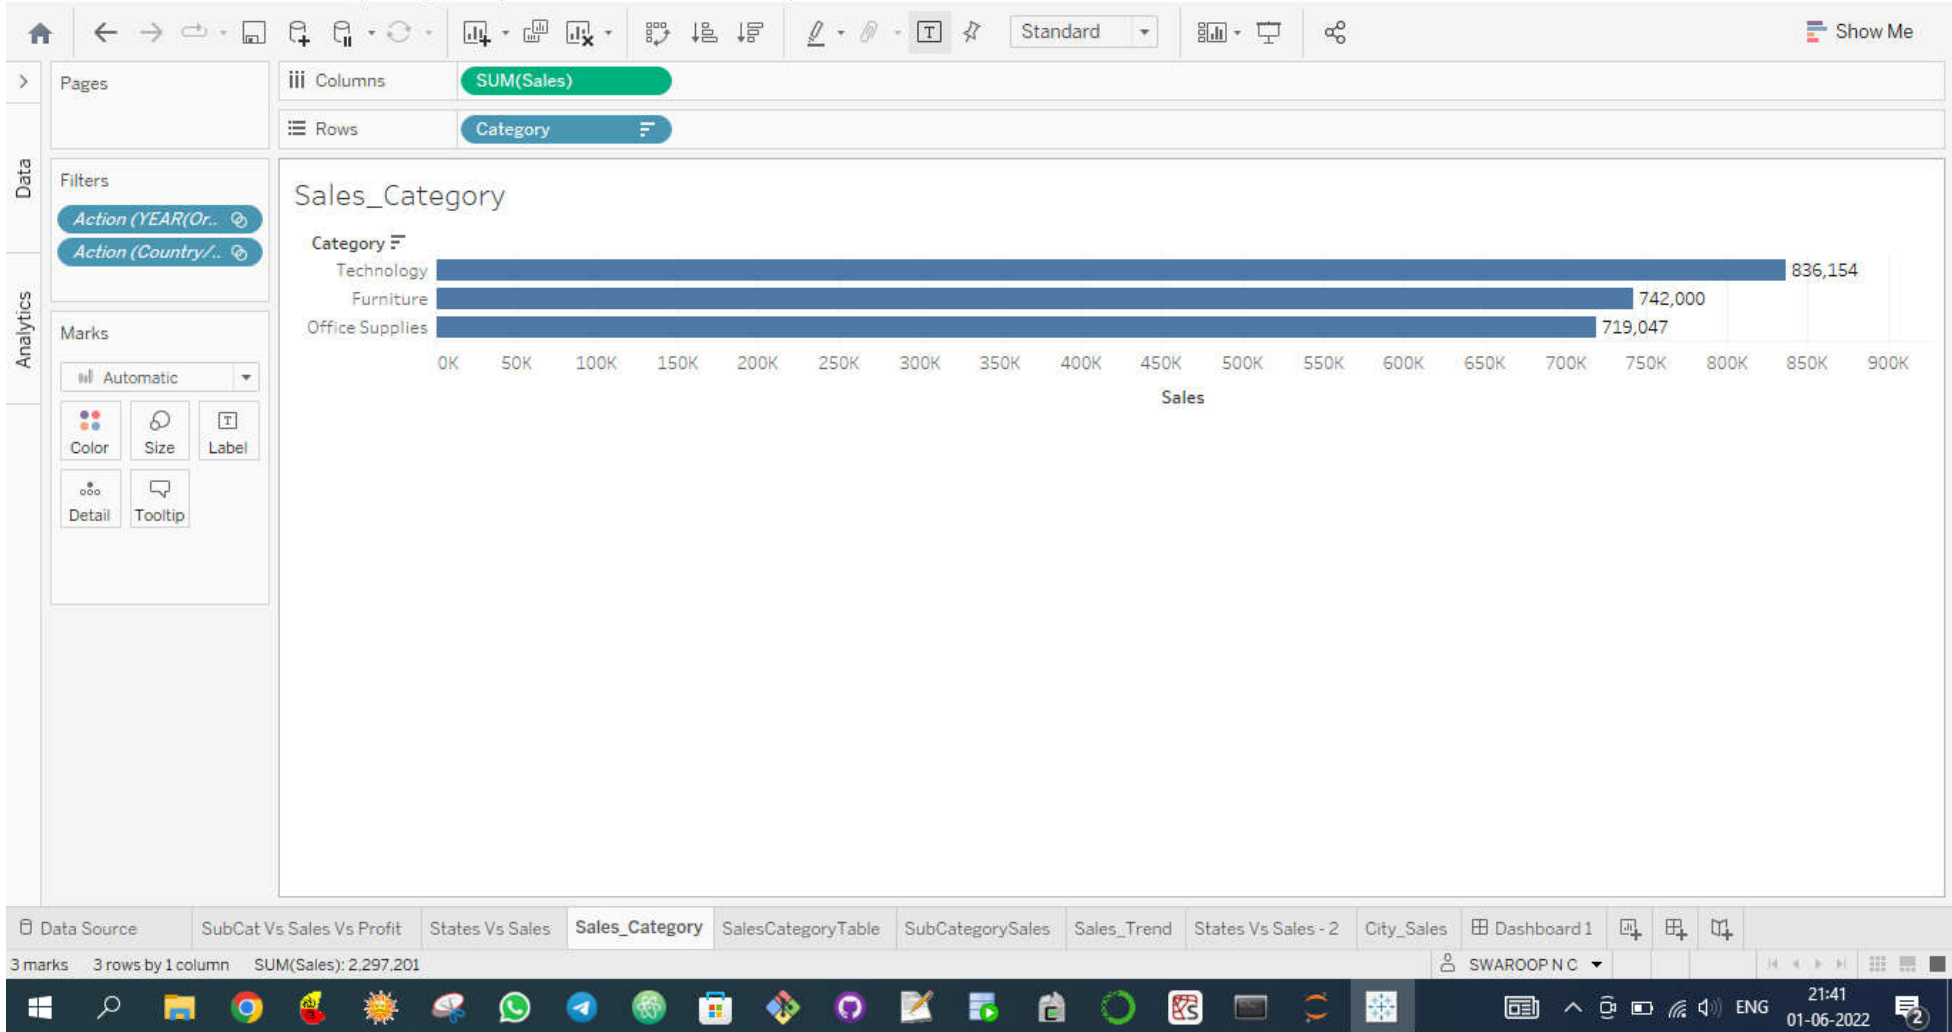 Standard
Show Me
Pages
iii Columns
SUM(Sales)
Rows
Category
Data
Analytics
Filters
Action (YEAR(Or..
Action (Country/..
Marks
Automatic
Color
Size
Label
Detail
Tooltip
Sales_Category
Category
Technology
836,154
Furniture
742,000
Office Supplies
719,047
0K 50K 100K 150K 200K 250K 300K 350K 400K 450K 500K 550K 600K 650K 700K 750K 800K 850K 900K
Sales
Data Source SubCat Vs Sales Vs Profit States Vs Sales Sales_Category SalesCategoryTable SubCategorySales Sales_Trend States Vs Sales - 2 City_Sales Dashboard 1
3 marks 3 rows by 1 column SUM(Sales): 2,297,201 SWAROOP N C
ENG
21:41
01-06-2022
2